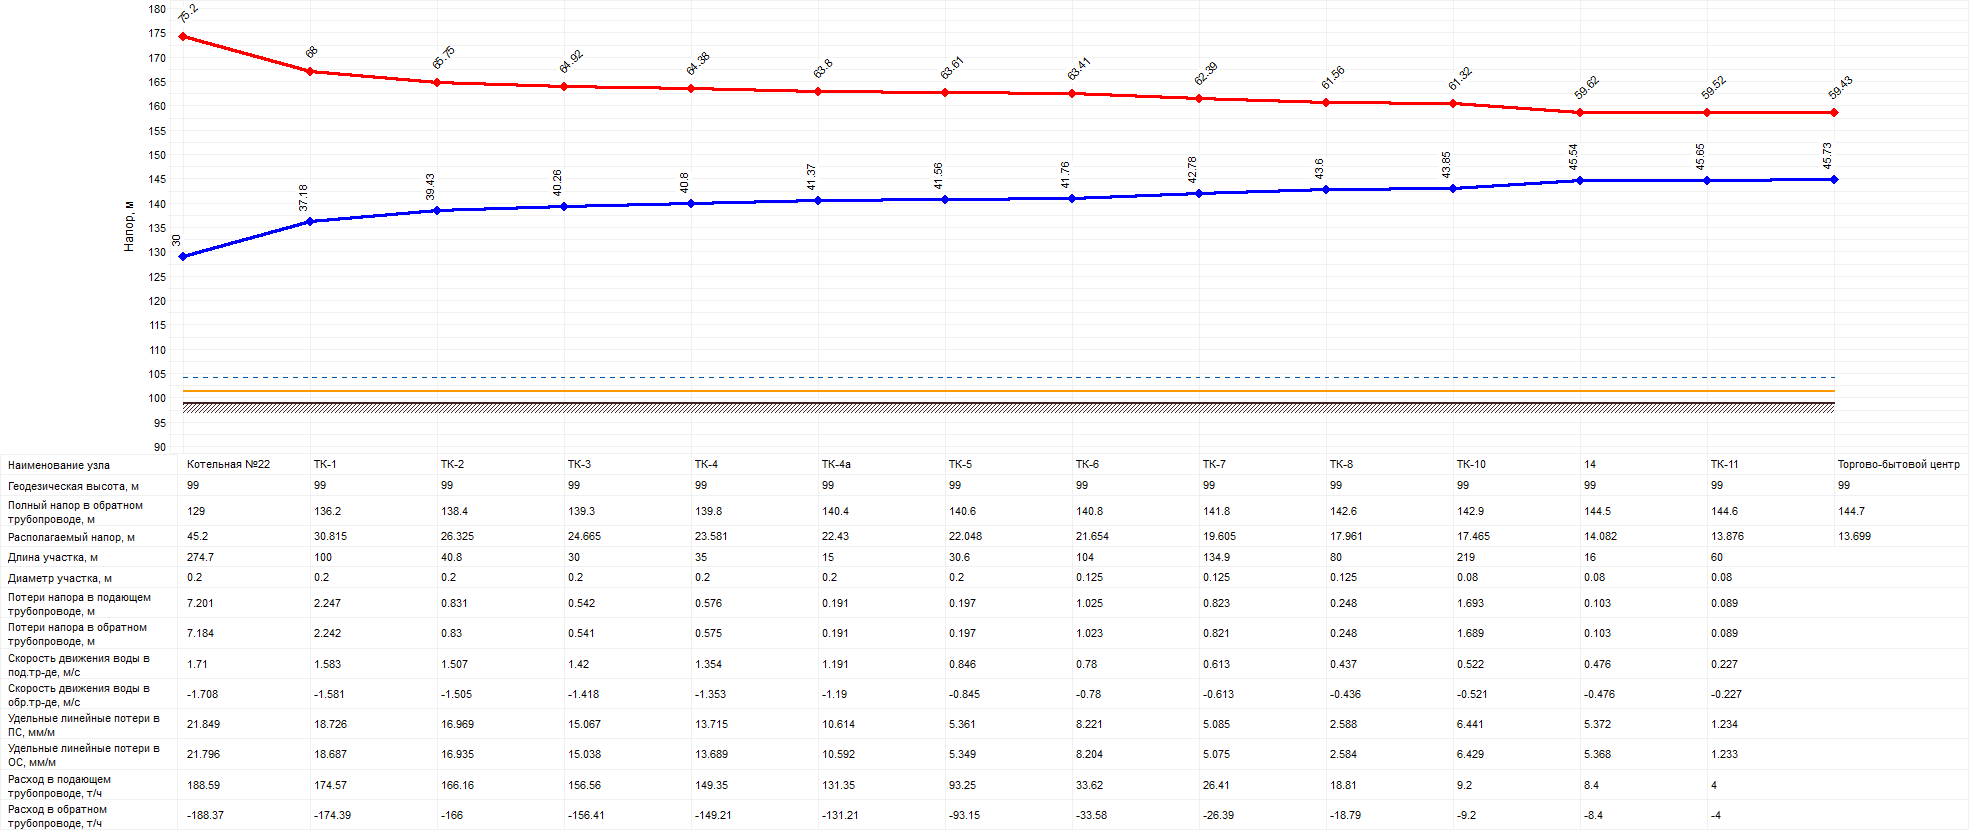 180
175
170
165
160
155
150
145
140
135
130
125
120
115
110
105
100
95
90
Напор, м
75.2
68
65.75
64.92
64.38
63.8
63.61
63.41
62.39
61.56
61.32
59.62
59.52
59.43
30
37.18
39.43
40.26
40.8
41.37
41.56
41.76
42.78
43.6
43.85
45.54
45.65
45.73
Наименование узла Котельная №22 ТК-1 ТК-2 ТК-3 ТК-4 ТК-4а ТК-5 ТК-6 ТК-7 ТК-8 ТК-10 14 ТК-11 Торгово-бытовой центр
Геодезическая высота, м 99 99 99 99 99 99 99 99 99 99 99 99 99 99
Полный напор в обратном
трубопроводе, м 129 136.2 138.4 139.3 139.8 140.4 140.6 140.8 141.8 142.6 142.9 144.5 144.6 144.7
Располагаемый напор, м 45.2 30.815 26.325 24.665 23.581 22.43 22.048 21.654 19.605 17.961 17.465 14.082 13.876 13.699
Длина участка, м 274.7 100 40.8 30 35 15 30.6 104 134.9 80 219 16 60
Диаметр участка, м 0.2 0.2 0.2 0.2 0.2 0.2 0.2 0.125 0.125 0.125 0.08 0.08 0.08
Потери напора в подающем
трубопроводе, м 7.201 2.247 0.831 0.542 0.576 0.191 0.197 1.025 0.823 0.248 1.693 0.103 0.089
Потери напора в обратном
трубопроводе, м 7.184 2.242 0.83 0.541 0.575 0.191 0.197 1.023 0.821 0.248 1.689 0.103 0.089
Скорость движения воды в
под.тр-де, м/с 1.71 1.583 1.507 1.42 1.354 1.191 0.846 0.78 0.613 0.437 0.522 0.476 0.227
Скорость движения воды в
обр.тр-де, м/с -1.708 -1.581 -1.505 -1.418 -1.353 -1.19 -0.845 -0.78 -0.613 -0.436 -0.521 -0.476 -0.227
Удельные линейные потери в
ПС, мм/м 21.849 18.726 16.969 15.067 13.715 10.614 5.361 8.221 5.085 2.588 6.441 5.372 1.234
Удельные линейные потери в
ОС, мм/м 21.796 18.687 16.935 15.038 13.689 10.592 5.349 8.204 5.075 2.584 6.429 5.368 1.233
Расход в подающем
трубопроводе, т/ч 188.59 174.57 166.16 156.56 149.35 131.35 93.25 33.62 26.41 18.81 9.2 8.4 4
Расход в обратном
трубопроводе, т/ч -188.37 -174.39 -166 -156.41 -149.21 -131.21 -93.15 -33.58 -26.39 -18.79 -9.2 -8.4 -4